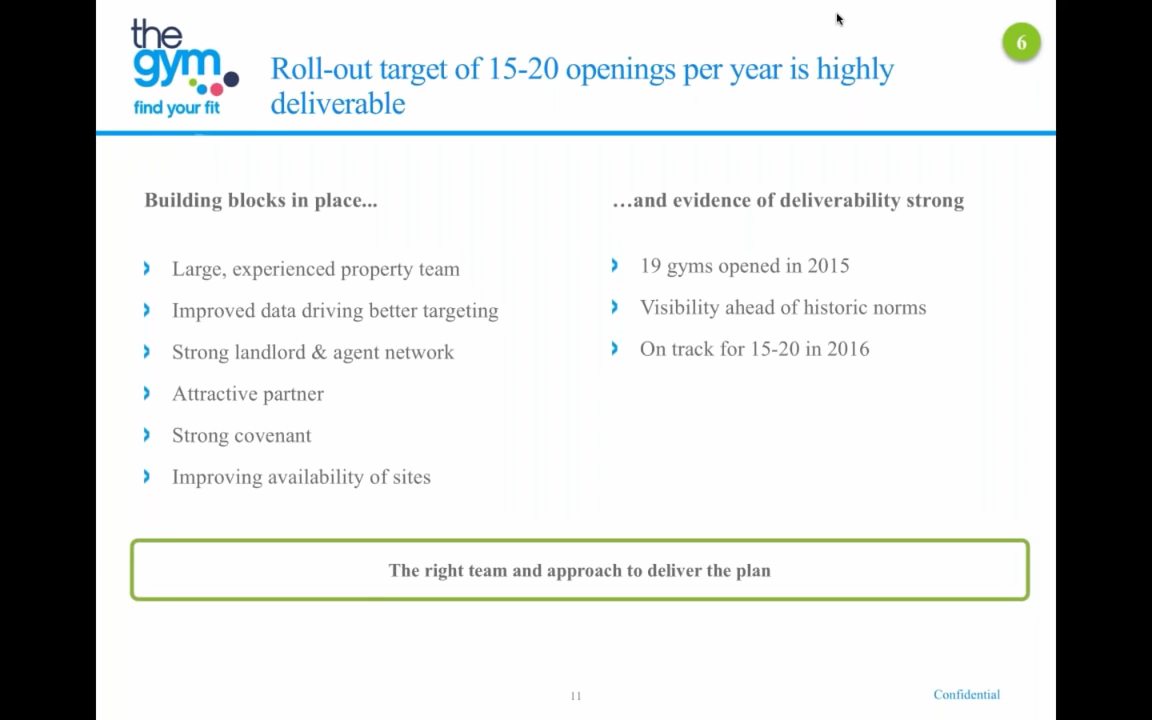 the
gym
find your fit
6
Roll-out target of 15-20 openings per year is highly
deliverable
Building blocks in place...
Large, experienced property team
Improved data driving better targeting
Strong landlord & agent network
Attractive partner
Strong covenant
Improving availability of sites
…and evidence of deliverability strong
19 gyms opened in 2015
Visibility ahead of historic norms
On track for 15-20 in 2016
The right team and approach to deliver the plan
11
Confidential